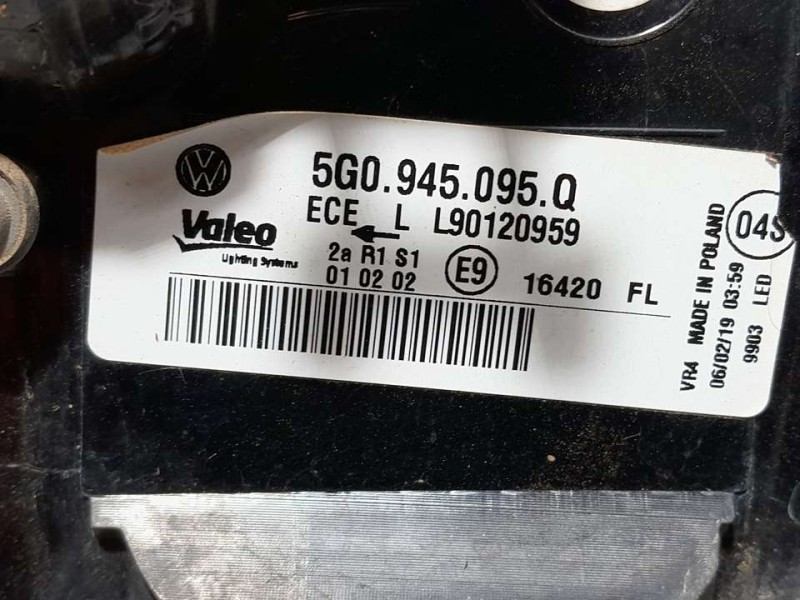 5G0.945.095.Q
ECE L L90120959
Valeo
Lighting Systems
2a R1 S1
01 02 02
E9
16420 FL
VR4 MADE IN POLAND
06/02/19 03:59
9903 LED
04S